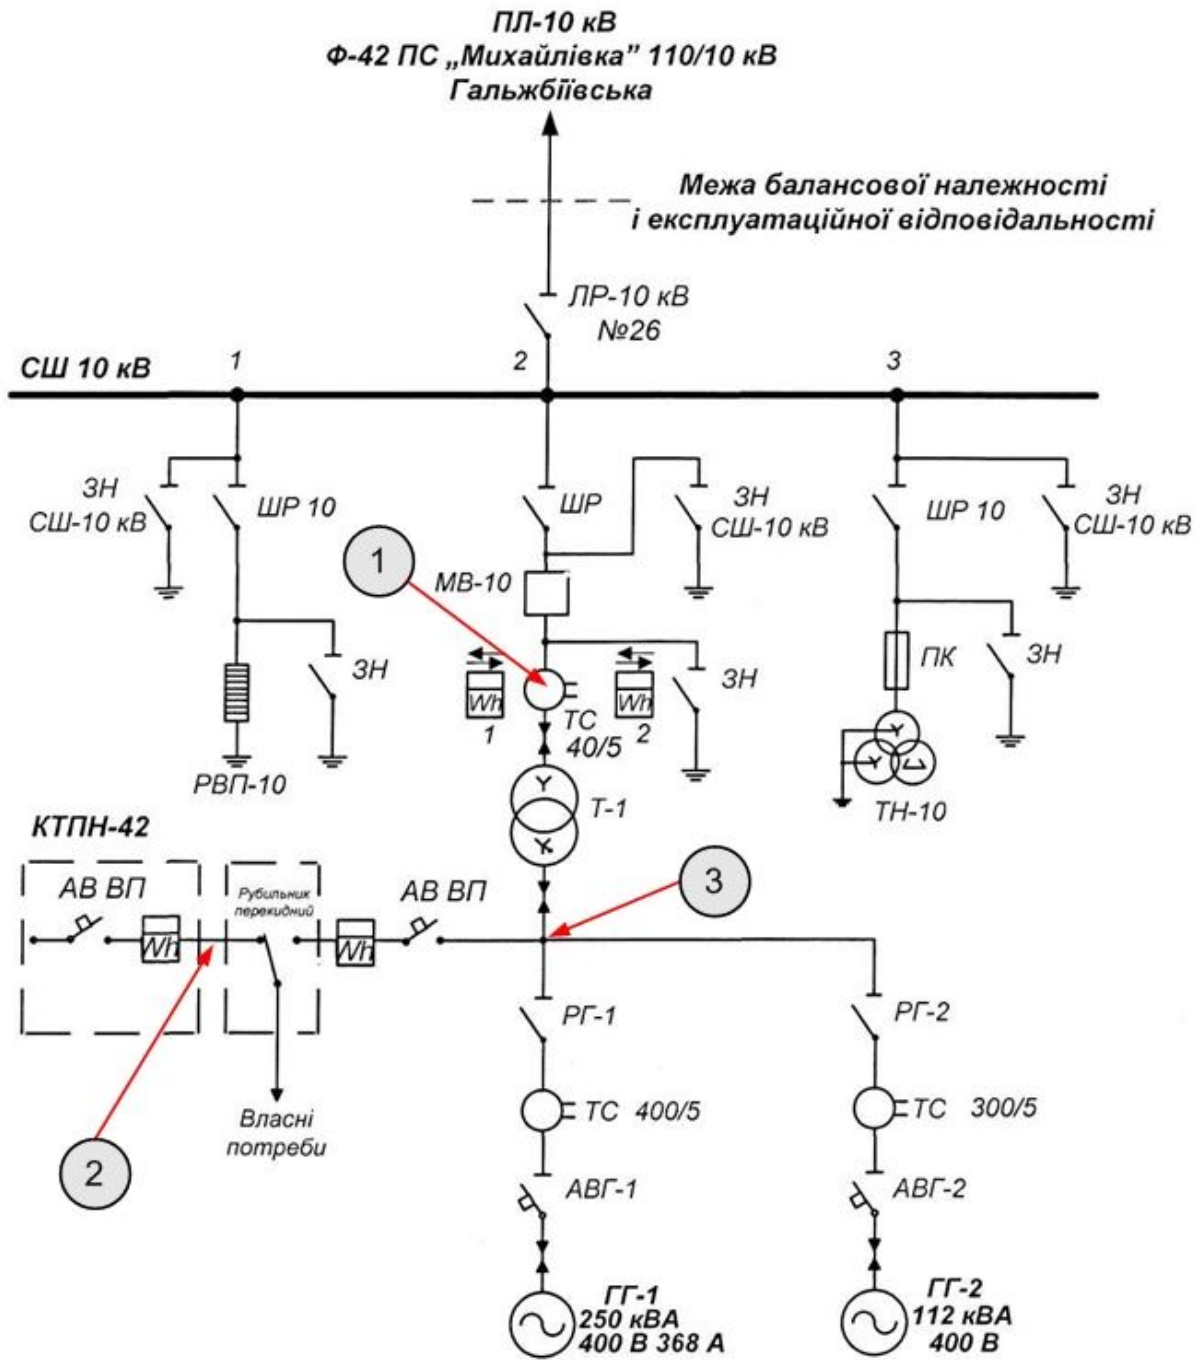 ПЛ-10 кВ
Ф-42 ПС „Михайлівка” 110/10 кВ
Гальжбіївська
Межа балансової належності
і експлуатаційної відповідальності
ЛР-10 кВ
№26
СШ 10 кВ
1
2
3
ЗН
СШ-10 кВ
ШР 10
ШР
ЗН
СШ-10 кВ
ШР 10
ЗН
СШ-10 кВ
1
МВ-10
ЗН
Wh
1
ТС
40/5
Wh
2
ЗН
ПК
ЗН
РВП-10
Т-1
ТН-10
КТПН-42
АВ ВП
Wh
Рубильник
перекидний
Wh
АВ ВП
3
РГ-1
РГ-2
Власні
потреби
2
ТС 400/5
ТС 300/5
АВГ-1
АВГ-2
ГГ-1
250 кВА
400 В 368 А
ГГ-2
112 кВА
400 В